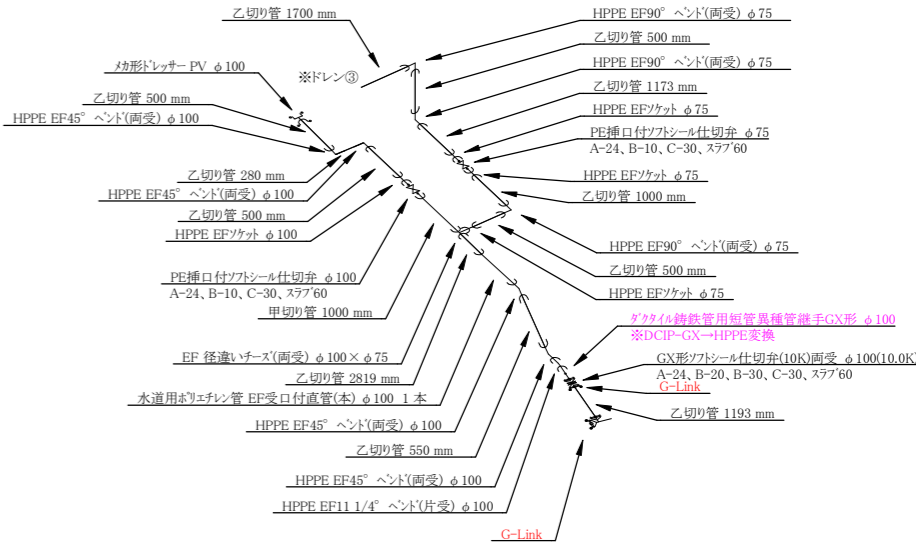 乙切り管 1700 mm
HPPE EF90° ベンド(両受) φ75
乙切り管 500 mm
メカ形ドレッサー PV φ100
※ドレン③
HPPE EF90° ベンド(両受) φ75
乙切り管 500 mm
乙切り管 1173 mm
HPPE EF45° ベンド(両受) φ100
HPPE EFソケット φ75
PE挿口付ソフトシール仕切弁 φ75
A-24、B-10、C-30、スラブ60
乙切り管 280 mm
HPPE EFソケット φ75
HPPE EF45° ベンド(両受) φ100
乙切り管 1000 mm
乙切り管 500 mm
HPPE EFソケット φ100
HPPE EF90° ベンド(両受) φ75
乙切り管 500 mm
PE挿口付ソフトシール仕切弁 φ100
A-24、B-10、C-30、スラブ60
HPPE EFソケット φ75
甲切り管 1000 mm
ダクタイル鋳鉄管用短管異種管継手GX形 φ100
※DCIP-GX→HPPE変換
EF 径違いチーズ(両受) φ100×φ75
GX形ソフトシール仕切弁(10K)両受 φ100(10.0K)
A-24、B-20、B-30、C-30、スラブ60
乙切り管 2819 mm
G-Link
水道用ポリエチレン管 EF受口付直管(本) φ100 1 本
乙切り管 1193 mm
HPPE EF45° ベンド(両受) φ100
乙切り管 550 mm
HPPE EF45° ベンド(両受) φ100
HPPE EF11 1/4° ベンド(片受) φ100
G-Link